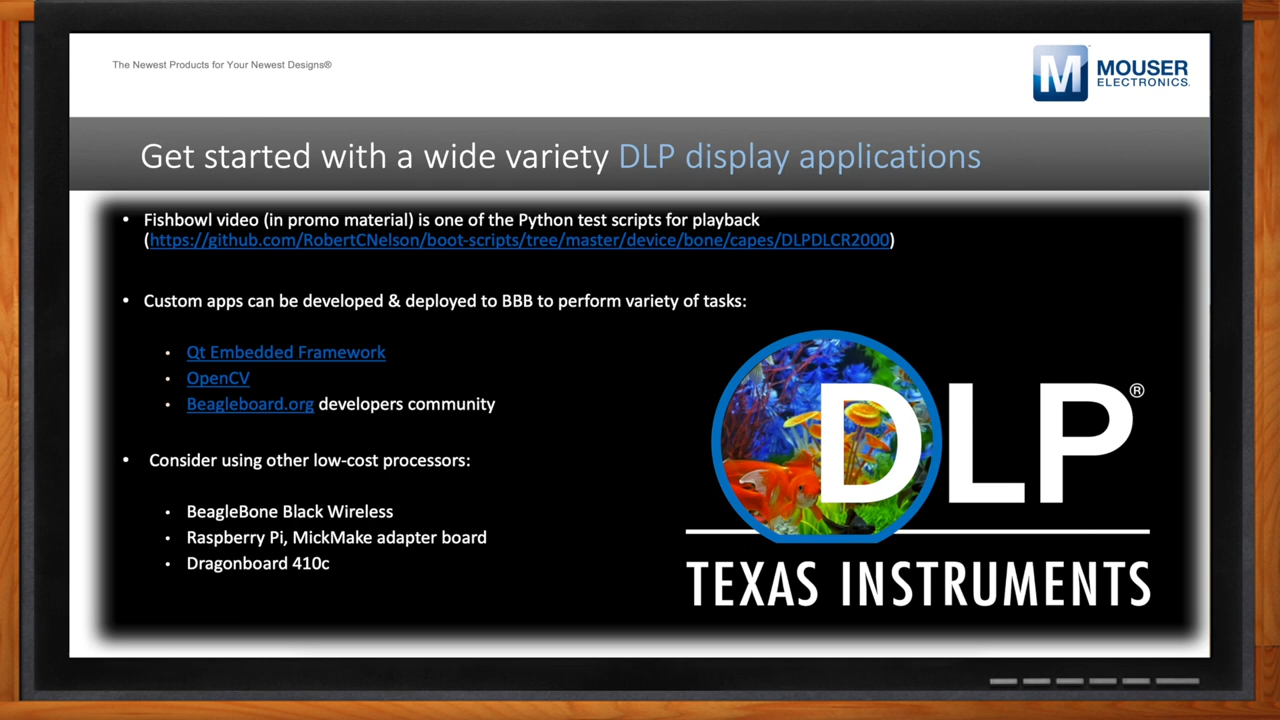 The Newest Products for Your Newest Designs®
M MOUSER
ELECTRONICS
Get started with a wide variety DLP display applications
• Fishbowl video (in promo material) is one of the Python test scripts for playback
(https://github.com/RobertCNelson/boot-scripts/tree/master/device/bone/capes/DLPDLCR2000)
• Custom apps can be developed & deployed to BBB to perform variety of tasks:
• Qt Embedded Framework
• OpenCV
• Beagleboard.org developers community
• Consider using other low-cost processors:
• BeagleBone Black Wireless
• Raspberry Pi, MickMake adapter board
• Dragonboard 410c
DLP®
TEXAS INSTRUMENTS